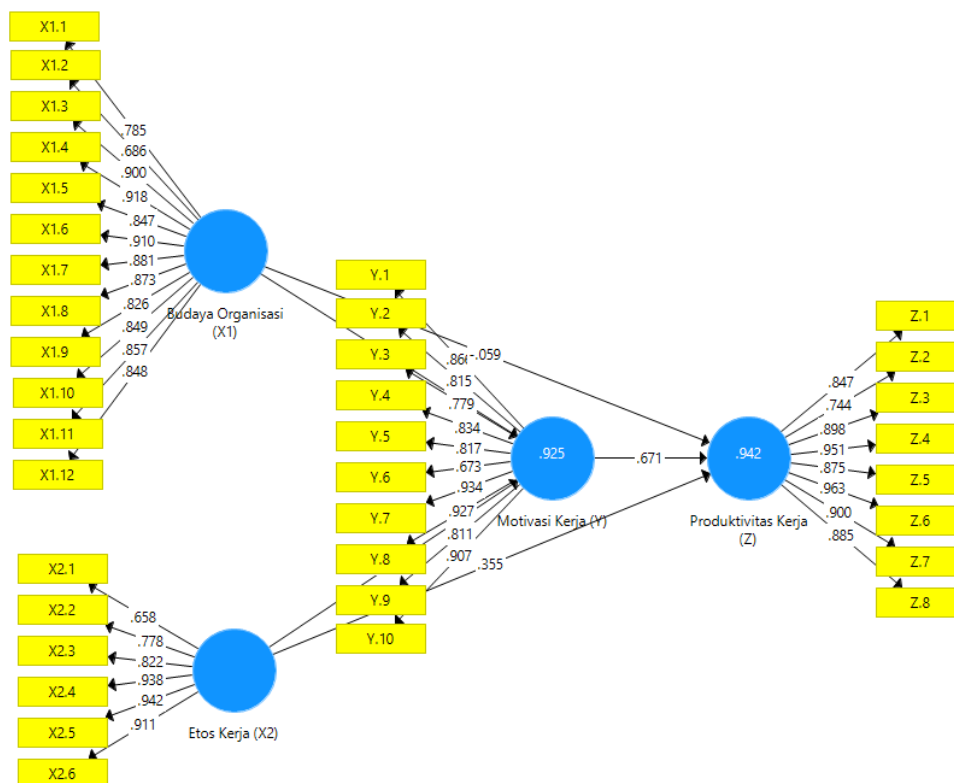 X1.1
X1.2
X1.3
X1.4
X1.5
X1.6
X1.7
X1.8
X1.9
X1.10
X1.11
X1.12
.785
.686
.900
.918
.847
.910
.881
.873
.826
.849
.857
.848
Budaya Organisasi
(X1)
X2.1
X2.2
X2.3
X2.4
X2.5
X2.6
.658
.778
.822
.938
.942
.911
Etos Kerja (X2)
Y.1
Y.2
Y.3
Y.4
Y.5
Y.6
Y.7
Y.8
Y.9
Y.10
.815
.779
.834
.817
.673
.934
.927
.811
.907
-.059
.671
.355
.925
Motivasi Kerja (Y)
.942
Produktivitas Kerja
(Z)
.847
.744
.898
.951
.875
.963
.900
.885
Z.1
Z.2
Z.3
Z.4
Z.5
Z.6
Z.7
Z.8